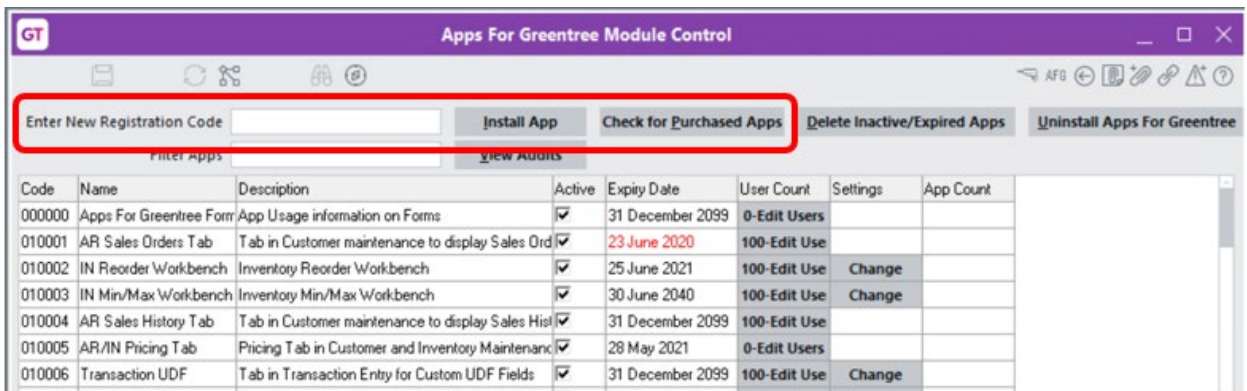 GT Apps For Greentree Module Control
AFG
Enter New Registration Code Install App Check for Purchased Apps Delete Inactive/Expired Apps Uninstall Apps For Greentree
Filter Apps View Audits
Code Name Description Active Expiry Date User Count Settings App Count
000000 Apps For Greentree Form App Usage information on Forms 31 December 2099 0-Edit Users
010001 AR Sales Orders Tab Tab in Customer maintenance to display Sales Ord 23 June 2020 100-Edit Use
010002 IN Reorder Workbench Inventory Reorder Workbench 25 June 2021 100-Edit Use Change
010003 IN Min/Max Workbench Inventory Min/Max Workbench 30 June 2040 100-Edit Use Change
010004 AR Sales History Tab Tab in Customer maintenance to display Sales Hist 31 December 2099 100-Edit Use
010005 AR/IN Pricing Tab Pricing Tab in Customer and Inventory Maintenanc 28 May 2021 0-Edit Users
010006 Transaction UDF Tab in Transaction Entry for Custom UDF Fields 31 December 2099 100-Edit Use Change